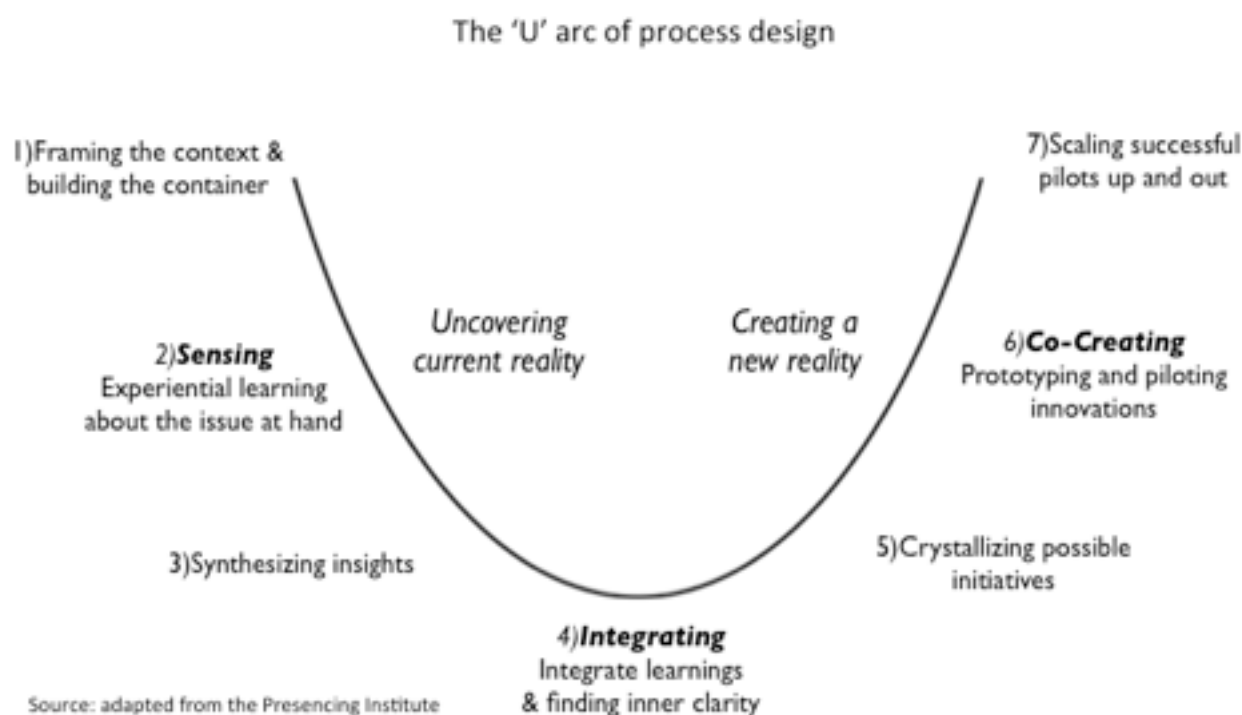 The ‘U’ arc of process design
1)Framing the context &
building the container
2)Sensing
Experiential learning
about the issue at hand
3)Synthesizing insights
Uncovering
current reality
4)Integrating
Integrate learnings
& finding inner clarity
Creating a
new reality
5)Crystallizing possible
initiatives
6)Co-Creating
Prototyping and piloting
innovations
7)Scaling successful
pilots up and out
Source: adapted from the Presencing Institute